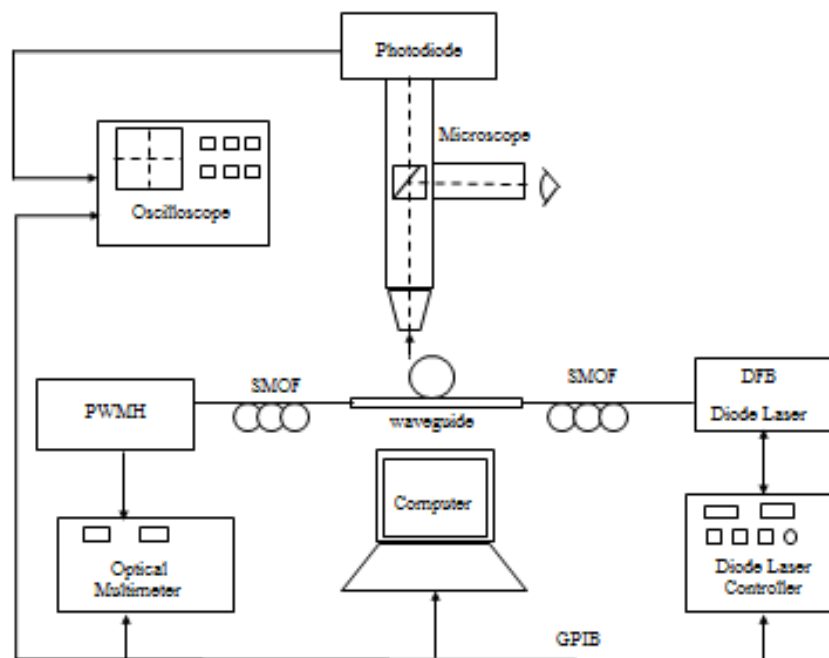 Photodiode
Microscope
Oscilloscope
SMOF
SMOF
DFB
Diode Laser
PWMH
waveguide
Computer
Optical
Multimeter
Diode Laser
Controller
GPIB